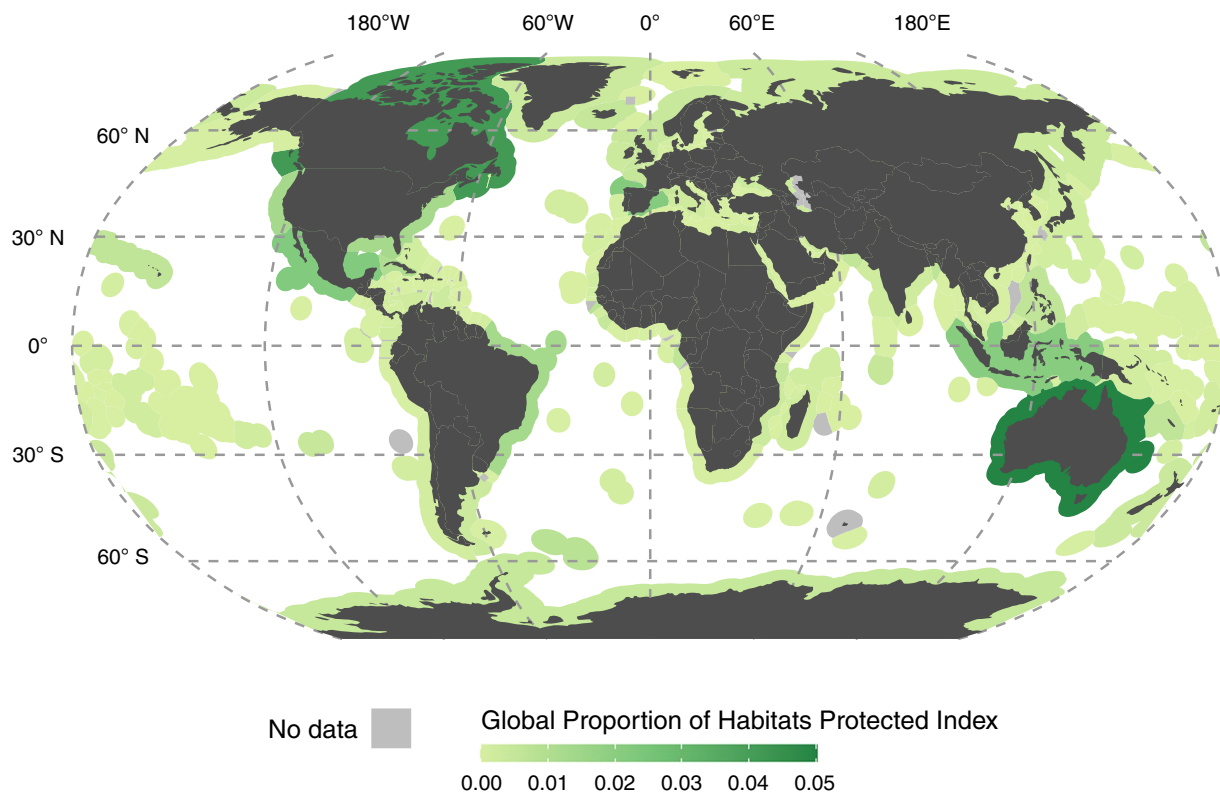 180°W 60°W 0° 60°E 180°E
60° N
30° N
0°
30° S
60° S
No data
Global Proportion of Habitats Protected Index
0.00 0.01 0.02 0.03 0.04 0.05